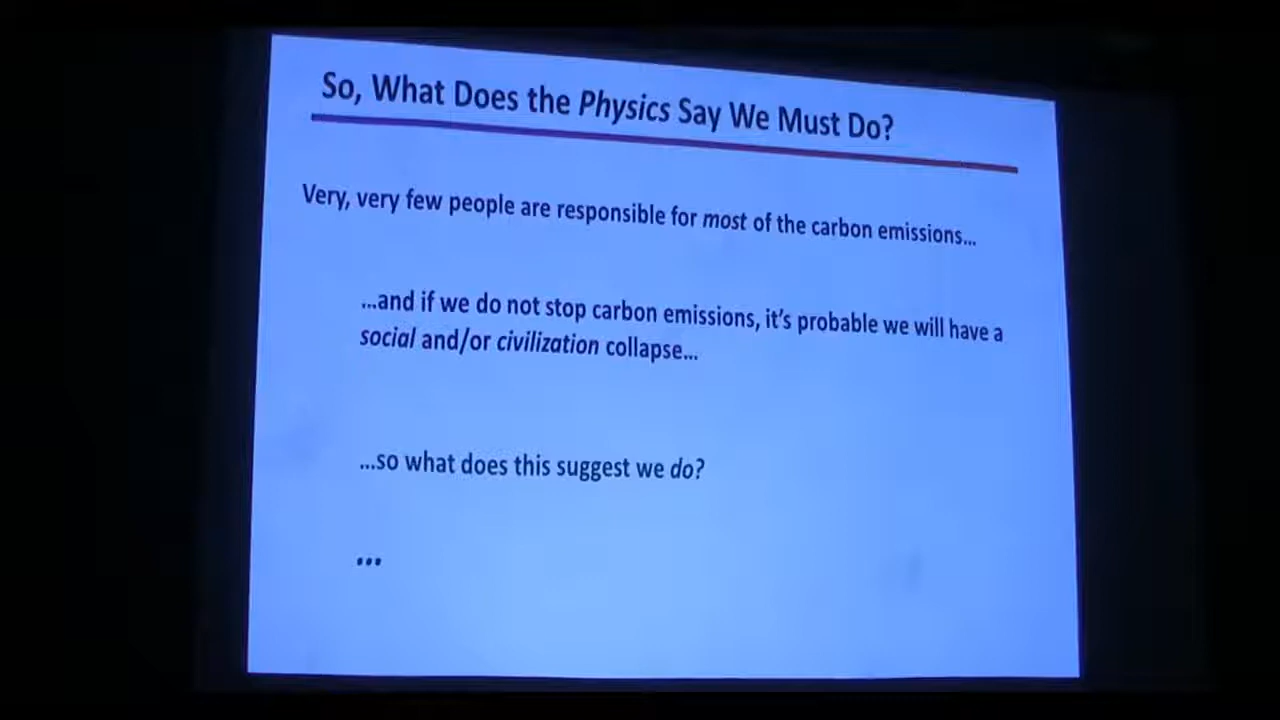 So, What Does the Physics Say We Must Do?
Very, very few people are responsible for most of the carbon emissions...
...and if we do not stop carbon emissions, it's probable we will have a
social and/or civilization collapse...
...so what does this suggest we do?
...